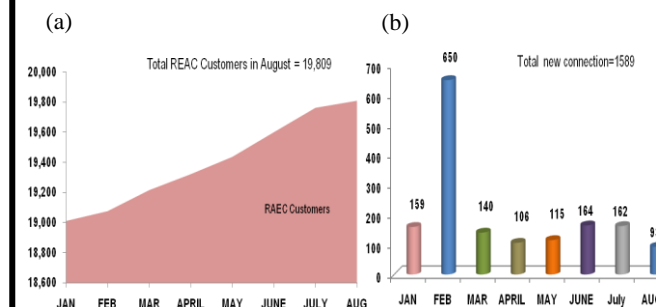 (a)
Total REAC Customers in August = 19,809
20,000
19,800
19,600
19,400
19,200
19,000
18,800
18,600
RAEC Customers
JAN FEB MAR APRIL MAY JUNE JULY AUG
(b)
Total new connection=1589
700
600
500
400
300
200
100
0
159 650 140 106 115 164 162
JAN FEB MAR APRIL MAY JUNE July